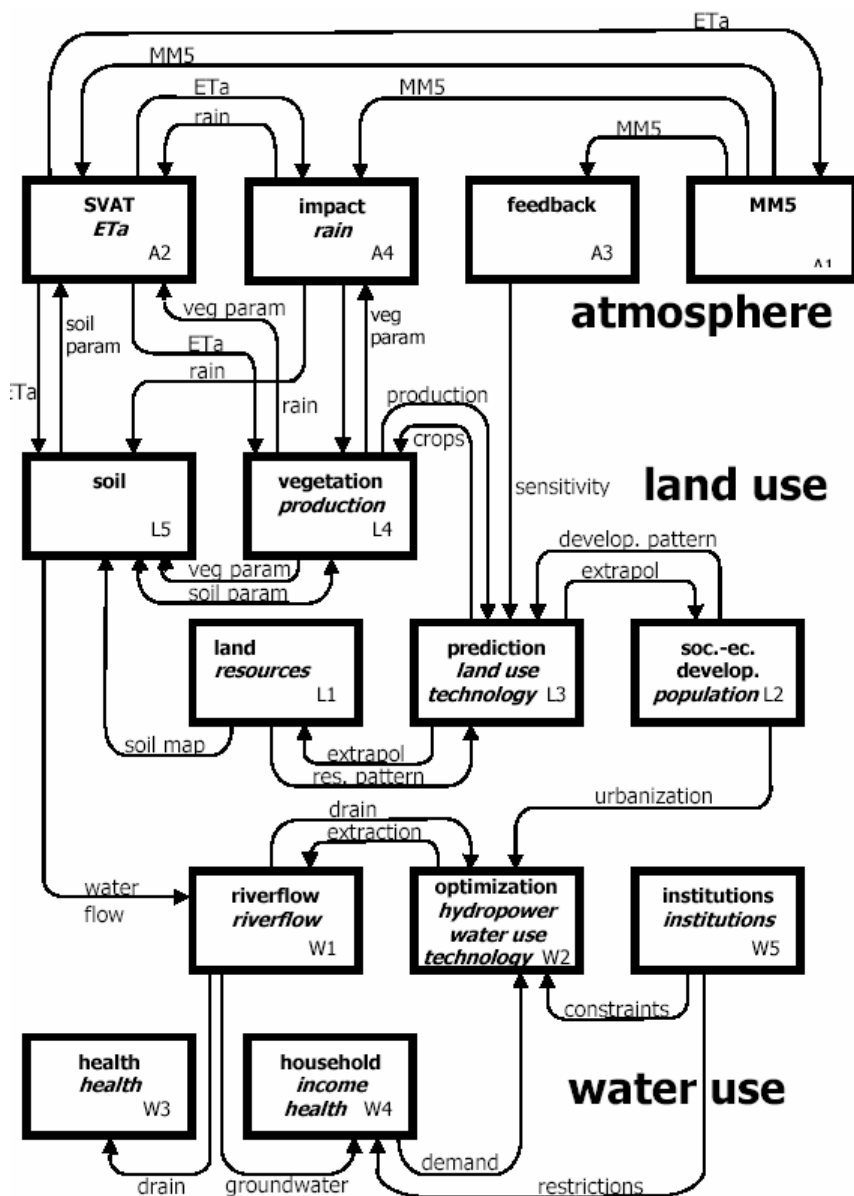 ETa
MM5
ETa
MM5
rain
MM5
SVAT
ETa
A2
impact
rain
A4
feedback
A3
MM5
A1
atmosphere
soil
param
veg param
ETa
rain
veg
param
ETa
rain
production
crops
sensitivity
soil
L5
vegetation
production
L4
land use
veg param
soil param
develop. pattern
extrapol
land
resources
L1
prediction
land use
technology L3
soc.-ec.
develop.
population L2
soil map
extrapol
res. pattern
urbanization
drain
extraction
water
flow
riverflow
riverflow
W1
optimization
hydropower
water use
technology W2
institutions
institutions
W5
constraints
health
health
W3
household
income
health W4
water use
drain
groundwater
demand
restrictions